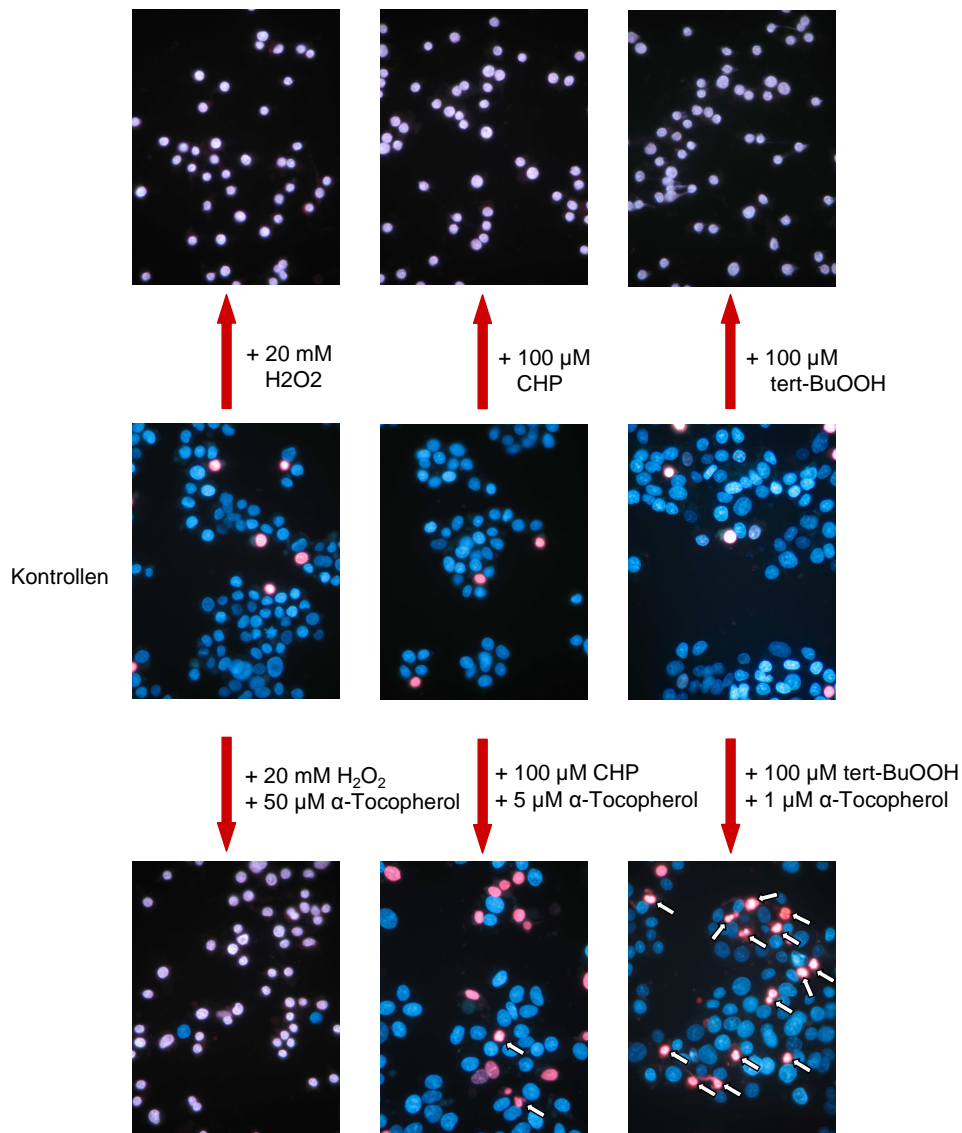 + 20 mM
H2O2
+ 100 µM
CHP
+ 100 µM
tert-BuOOH
Kontrollen
+ 20 mM H₂O₂
+ 50 µM α-Tocopherol
+ 100 µM CHP
+ 5 µM α-Tocopherol
+ 100 µM tert-BuOOH
+ 1 µM α-Tocopherol